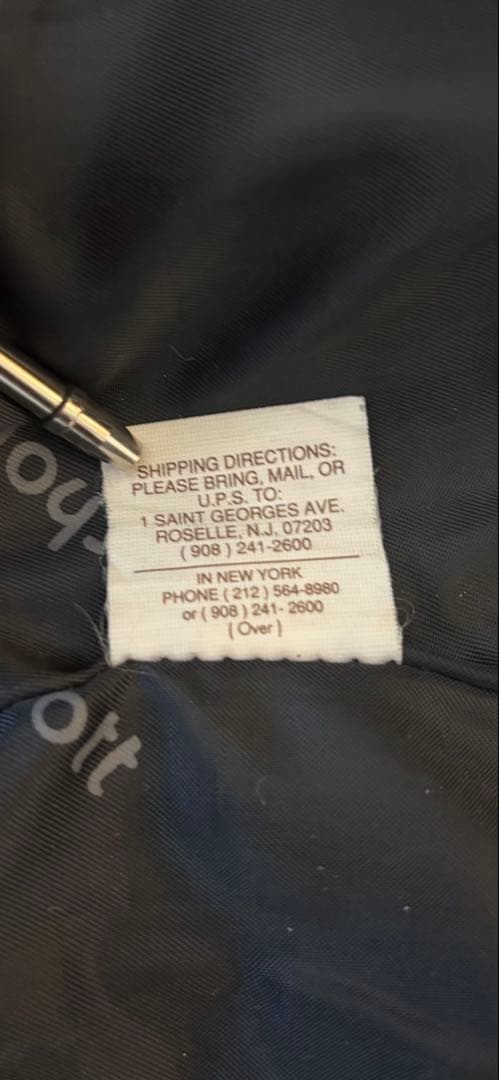 SHIPPING DIRECTIONS:
PLEASE BRING, MAIL, OR
U.P.S. TO:
1 SAINT GEORGES AVE.
ROSELLE, N.J. 07203
( 908 ) 241-2600
IN NEW YORK
PHONE ( 212 ) 564-8980
or ( 908 ) 241- 2600
( Over )
ott